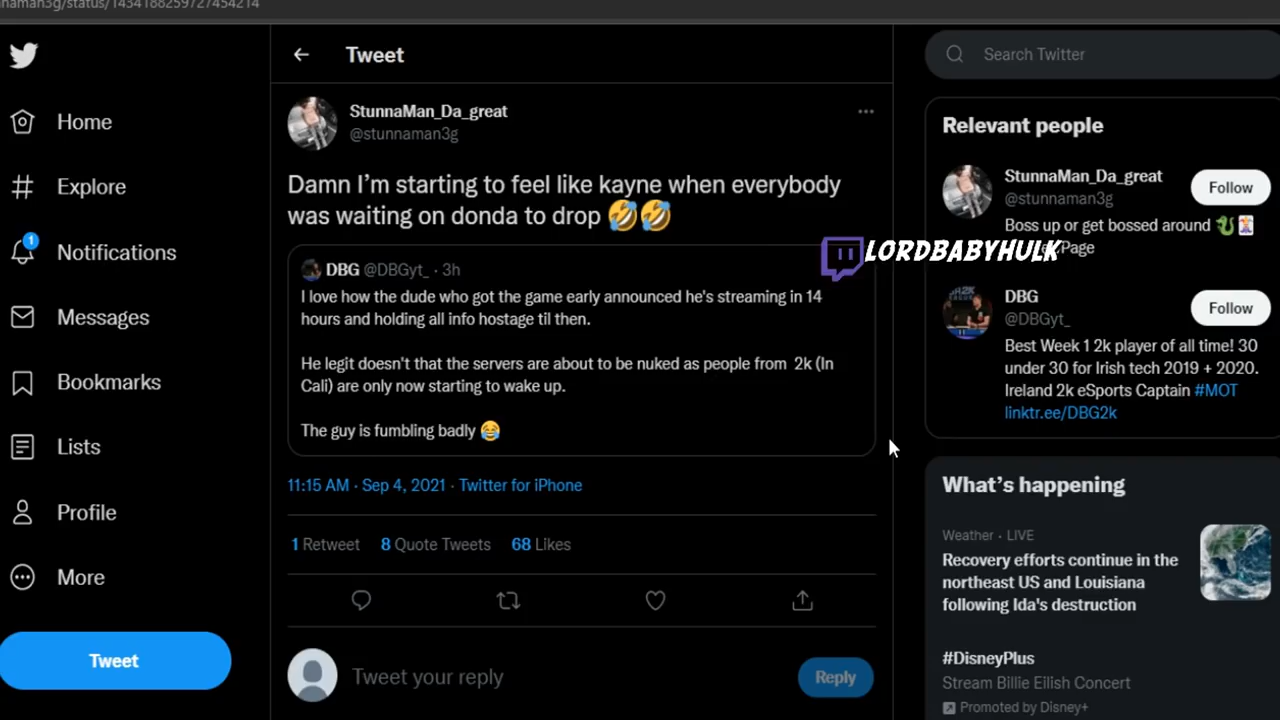 nnaman3g/status/1434188259727454214
Home
Explore
1
Notifications
Messages
Bookmarks
Lists
Profile
More
Tweet
Tweet
StunnaMan_Da_great
@stunnaman3g
Damn I’m starting to feel like kayne when everybody
was waiting on donda to drop 🤣🤣
DBG @DBGyt_ · 3h
I love how the dude who got the game early announced he's streaming in 14
hours and holding all info hostage til then.
He legit doesn't that the servers are about to be nuked as people from 2k (In
Cali) are only now starting to wake up.
The guy is fumbling badly 😂
11:15 AM · Sep 4, 2021 · Twitter for iPhone
1 Retweet 8 Quote Tweets 68 Likes
Tweet your reply
Reply
LORDBABYHULK
Search Twitter
Relevant people
StunnaMan_Da_great
@stunnaman3g
Follow
Boss up or get bossed around 🐉🃏
Page
DBG
@DBGyt_
Follow
Best Week 1 2k player of all time! 30
under 30 for Irish tech 2019 + 2020.
Ireland 2k eSports Captain #MOT
linktr.ee/DBG2k
What’s happening
Weather · LIVE
Recovery efforts continue in the
northeast US and Louisiana
following Ida's destruction
#DisneyPlus
Stream Billie Eilish Concert
Promoted by Disney+